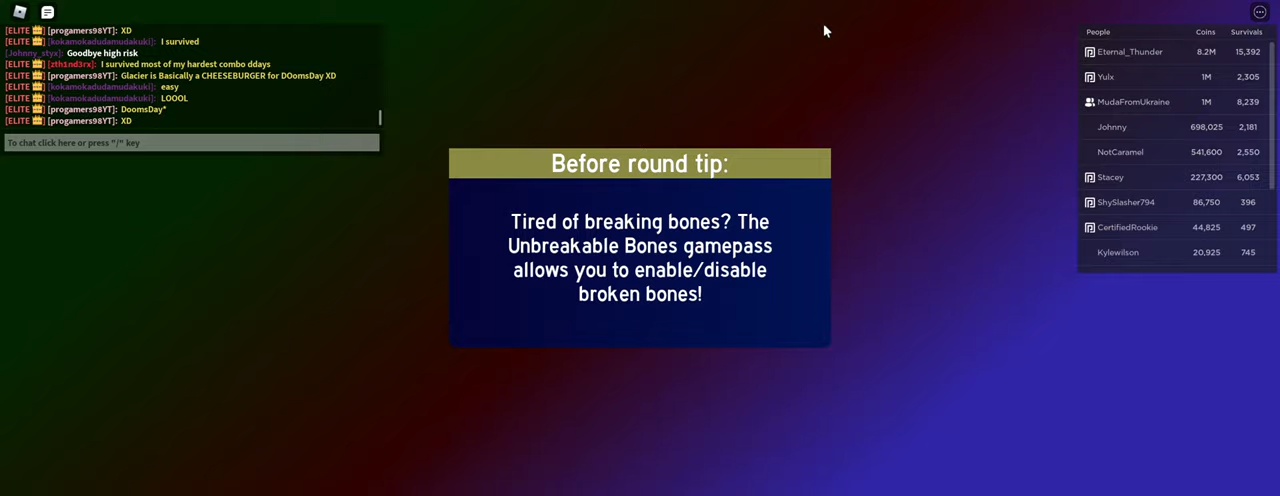 [ELITE 👑] [progamers98YT]: XD
[ELITE 👑] [kokamokadudamudakuki]: I survived
[Johnny_styx]: Goodbye high risk
[ELITE 👑] [zth1nd3rx]: I survived most of my hardest combo ddays
[ELITE 👑] [progamers98YT]: Glacier is Basically a CHEESEBURGER for DOomsDay XD
[ELITE 👑] [kokamokadudamudakuki]: easy
[ELITE 👑] [kokamokadudamudakuki]: LOOOL
[ELITE 👑] [progamers98YT]: DoomsDay*
[ELITE 👑] [progamers98YT]: XD
To chat click here or press "/" key
Before round tip:
Tired of breaking bones? The
Unbreakable Bones gamepass
allows you to enable/disable
broken bones!
People Coins Survivals
Eternal_Thunder 8.2M 15,392
Yulx 1M 2,305
MudaFromUkraine 1M 8,239
Johnny 698,025 2,181
NotCaramel 541,600 2,550
Stacey 227,300 6,053
ShySlasher794 86,750 396
CertifiedRookie 44,825 497
Kylewilson 20,925 745